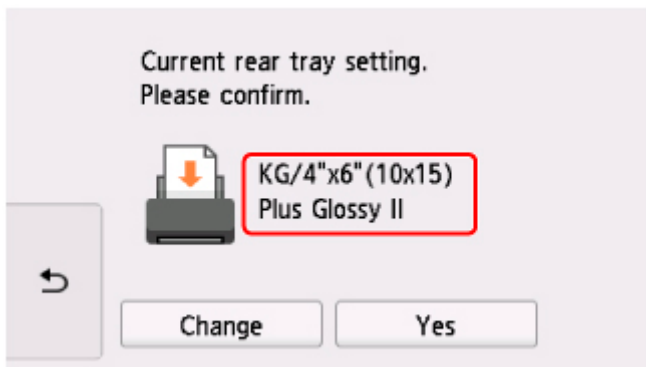 Current rear tray setting.
Please confirm.
KG/4"x6"(10x15)
Plus Glossy II
Change
Yes